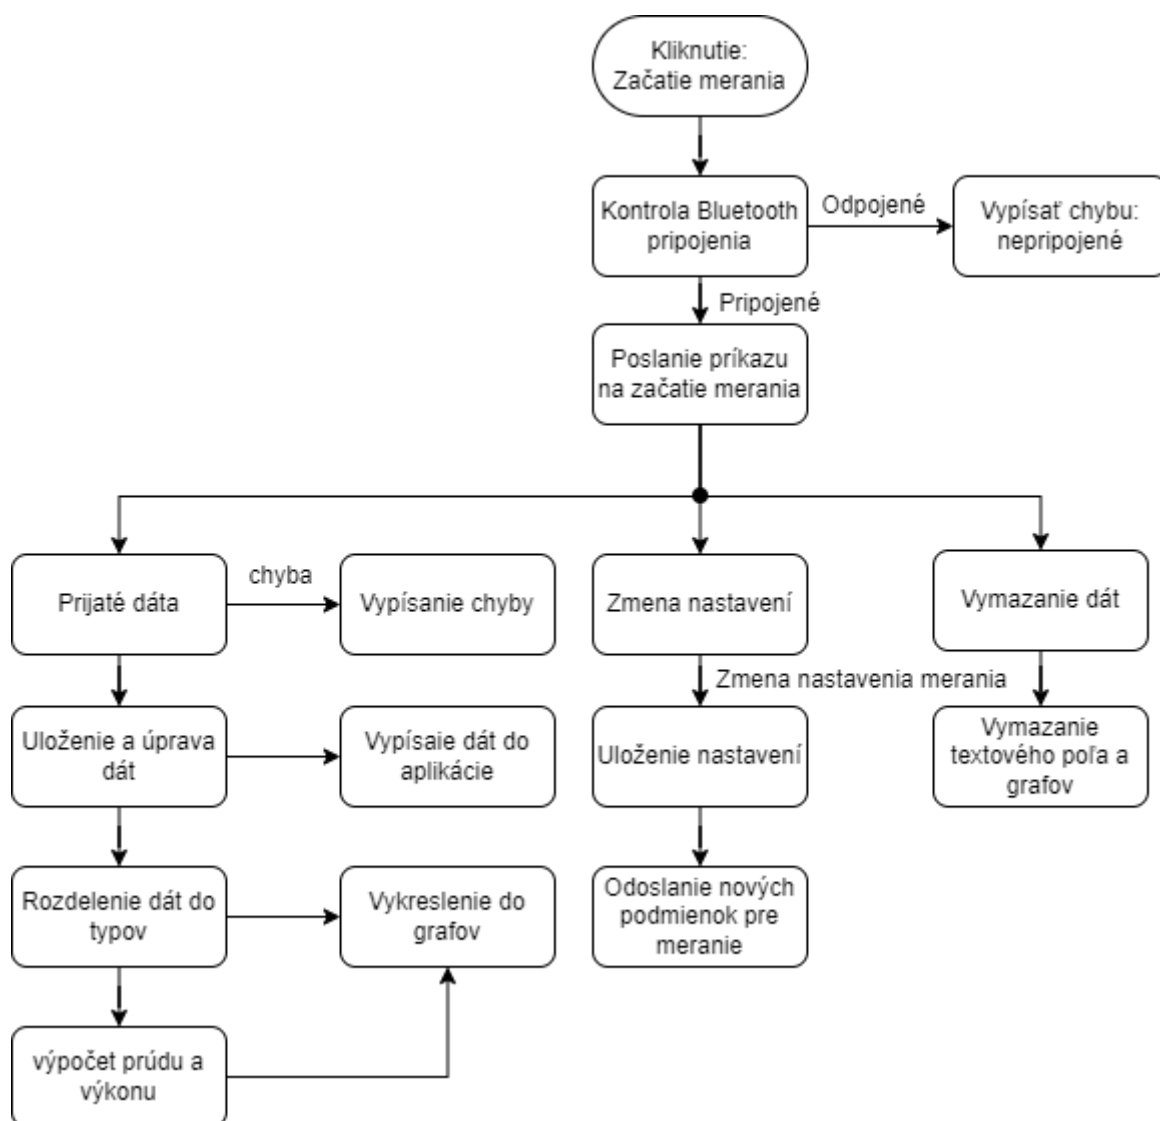 Kliknutie:
Začatie merania
Kontrola Bluetooth
pripojenia
Odpojené
Vypísať chybu:
nepripojené
Pripojené
Poslanie príkazu
na začatie merania
Prijaté dáta
chyba
Vypísanie chyby
Zmena nastavení
Vymazanie dát
Zmena nastavenia merania
Uloženie a úprava
dát
Vypísaie dát do
aplikácie
Uloženie nastavení
Vymazanie
textového poľa a
grafov
Rozdelenie dát do
typov
Vykreslenie do
grafov
Odoslanie nových
podmienok pre
meranie
výpočet prúdu a
výkonu